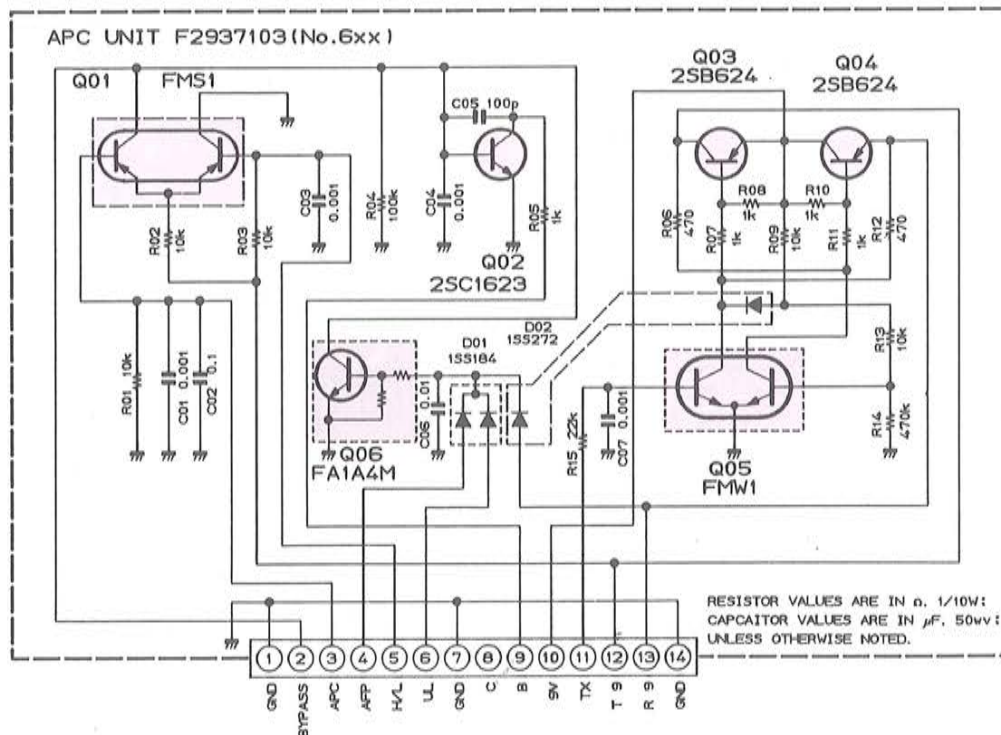 APC UNIT F2937103(No.6xx)
Q01
FMS1
C05 100p
Q03
2SB624
Q04
2SB624
R02
10k
R03
10k
C03
0.001
R04
100k
C04
0.001
R05
1k
Q02
2SC1623
R06
470
R07
1k
R08
1k
R09
10k
R10
1k
R11
1k
R12
470
R01 10k
C01
0.001
C02
0.1
D01
1SS184
D02
1SS272
Q06
FA1A4M
C06
0.01
R15
22k
C07
0.001
Q05
FMW1
R13
10k
R14
470k
RESISTOR VALUES ARE IN Ω, 1/10W:
CAPCAITOR VALUES ARE IN μF, 50wv:
UNLESS OTHERWISE NOTED.
1 2 3 4 5 6 7 8 9 10 11 12 13 14
GND
BYPASS
APC
AFP
H/L
UL
GND
C
B
9V
TX
T 9
R 9
GND